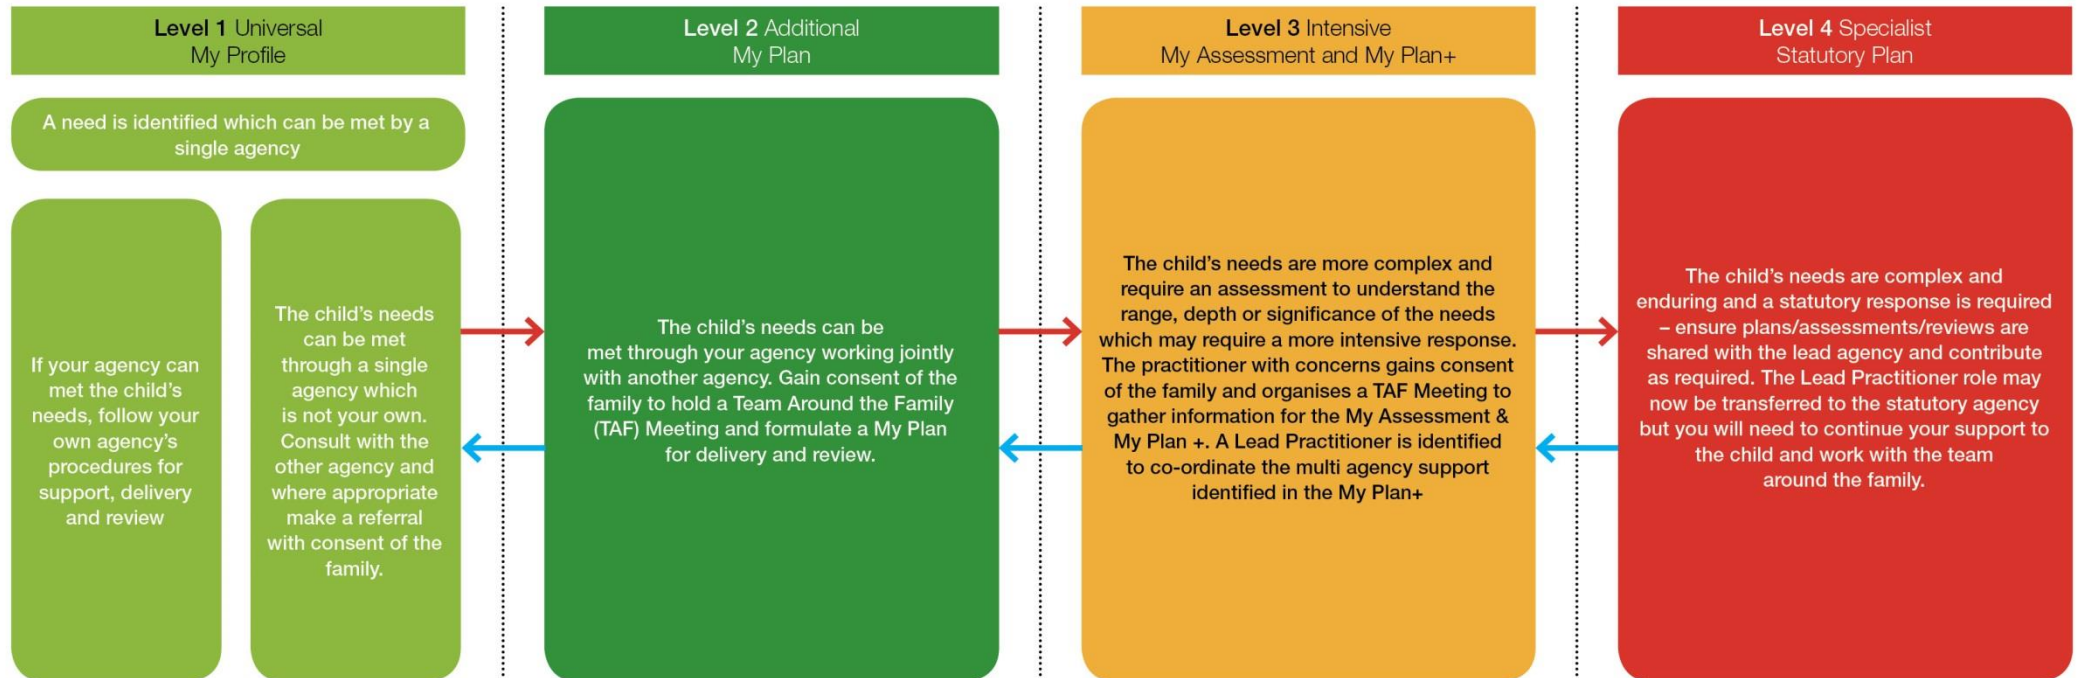 Level 1 Universal
My Profile
A need is identified which can be met by a
single agency
If your agency can
met the child's
needs, follow your
own agency's
procedures for
support, delivery
and review
The child's needs
can be met
through a single
agency which
is not your own.
Consult with the
other agency and
where appropriate
make a referral
with consent of the
family.
Level 2 Additional
My Plan
The child's needs can be
met through your agency working jointly
with another agency. Gain consent of the
family to hold a Team Around the Family
(TAF) Meeting and formulate a My Plan
for delivery and review.
Level 3 Intensive
My Assessment and My Plan+
The child's needs are more complex and
require an assessment to understand the
range, depth or significance of the needs
which may require a more intensive response.
The practitioner with concerns gains consent
of the family and organises a TAF Meeting to
gather information for the My Assessment &
My Plan +. A Lead Practitioner is identified
to co-ordinate the multi agency support
identified in the My Plan+
Level 4 Specialist
Statutory Plan
The child's needs are complex and
enduring and a statutory response is required
– ensure plans/assessments/reviews are
shared with the lead agency and contribute
as required. The Lead Practitioner role may
now be transferred to the statutory agency
but you will need to continue your support to
the child and work with the team
around the family.